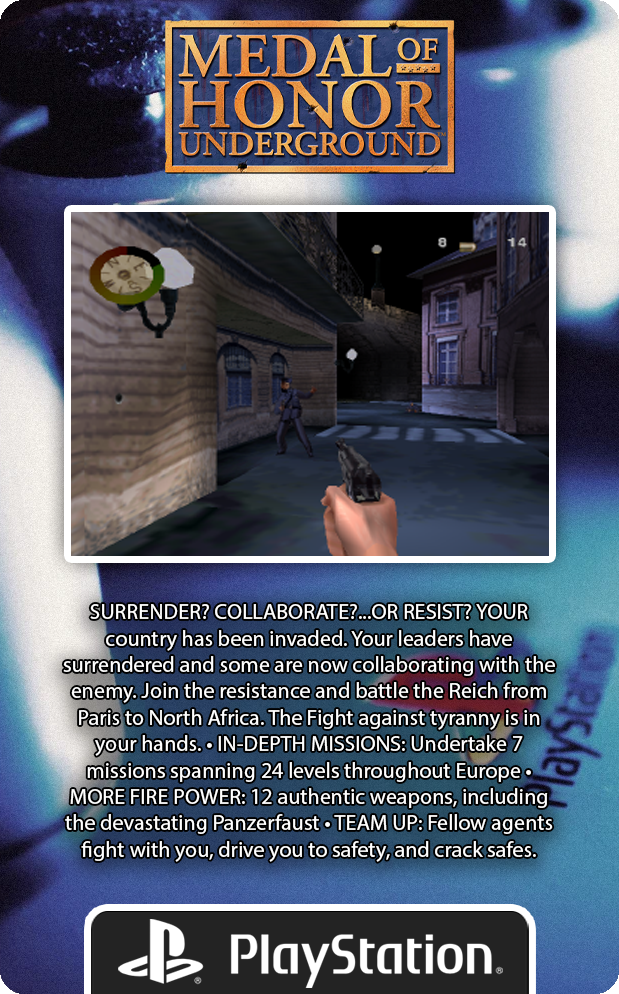 MEDAL OF
HONOR
UNDERGROUND
8 14
SURRENDER? COLLABORATE?...OR RESIST? YOUR
country has been invaded. Your leaders have
surrendered and some are now collaborating with the
enemy. Join the resistance and battle the Reich from
Paris to North Africa. The Fight against tyranny is in
your hands. • IN-DEPTH MISSIONS: Undertake 7
missions spanning 24 levels throughout Europe •
MORE FIRE POWER: 12 authentic weapons, including
the devastating Panzerfaust • TEAM UP: Fellow agents
fight with you, drive you to safety, and crack safes.
PlayStation
PlayStation®